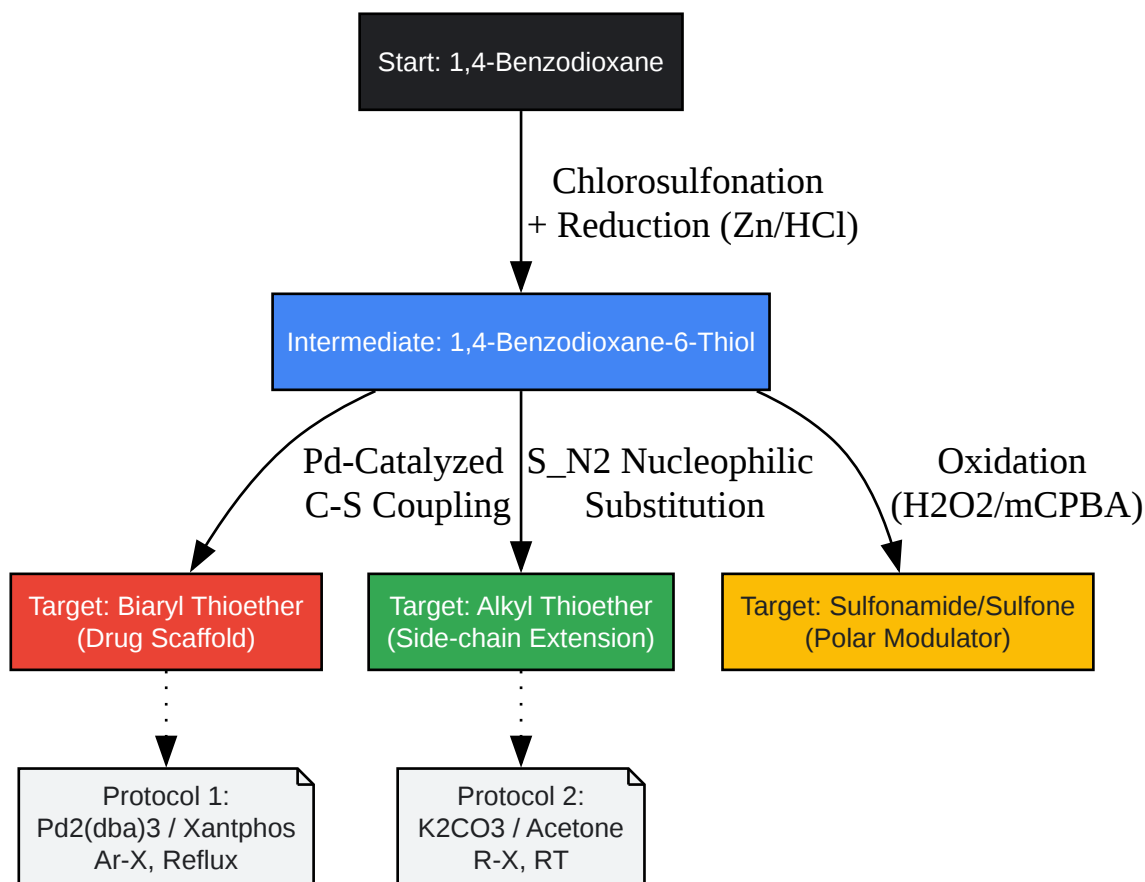 Start: 1,4-Benzodioxane
Chlorosulfonation
+ Reduction (Zn/HCl)
Intermediate: 1,4-Benzodioxane-6-Thiol
Pd-Catalyzed
C-S Coupling
S_N2 Nucleophilic
Substitution
Oxidation
(H2O2/mCPBA)
Target: Biaryl Thioether
(Drug Scaffold)
Target: Alkyl Thioether
(Side-chain Extension)
Target: Sulfonamide/Sulfone
(Polar Modulator)
Protocol 1:
Pd2(dba)3 / Xantphos
Ar-X, Reflux
Protocol 2:
K2CO3 / Acetone
R-X, RT